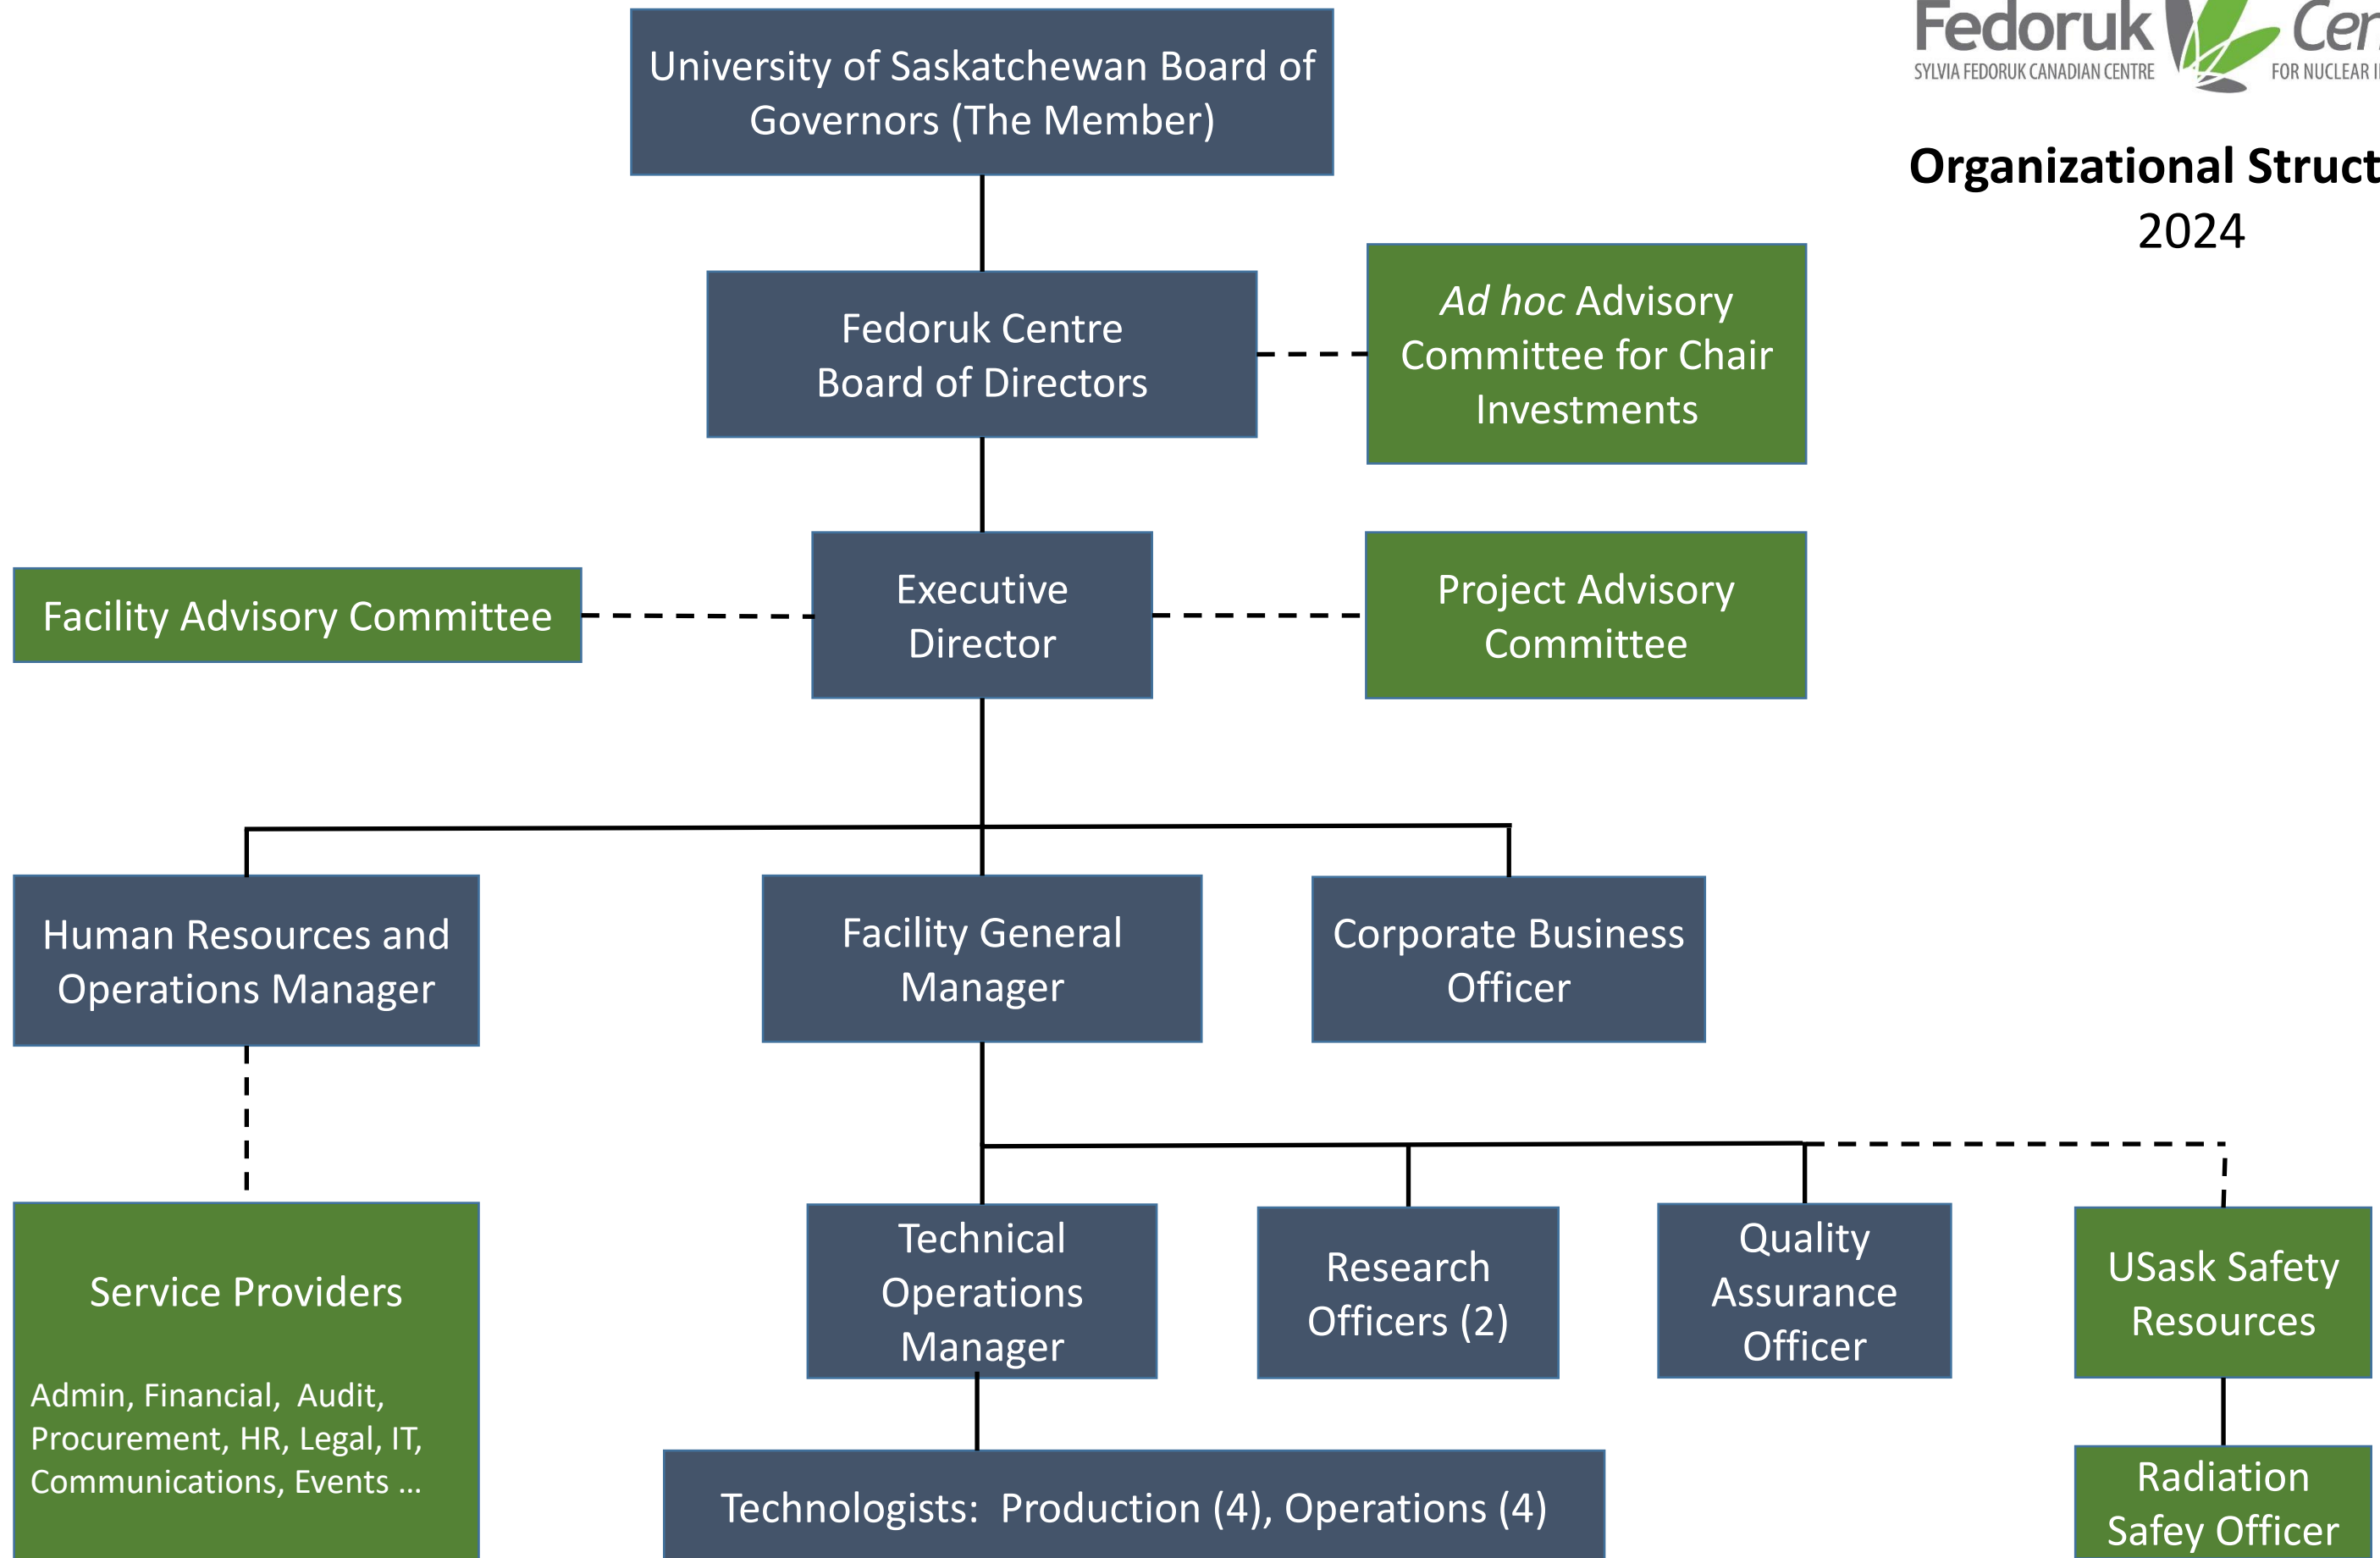 University of Saskatchewan Board of
Governors (The Member)
Fedoruk
SYLVIA FEDORUK CANADIAN CENTRE
FOR NUCLEAR
Organizational
2024
Fedoruk Centre
Board of Directors
Ad hoc Advisory
Committee for Chair
Investments
Facility Advisory Committee
Executive
Director
Project Advisory
Committee
Human Resources and
Operations Manager
Facility General
Manager
Corporate Business
Officer
Service Providers
Admin, Financial, Audit,
Procurement, HR, Legal, IT,
Communications, Events ...
Technical
Operations
Manager
Research
Officers (2)
Quality
Assurance
Officer
USask Safety
Resources
Technologists: Production (4), Operations (4)
Radiation
Safey Officer